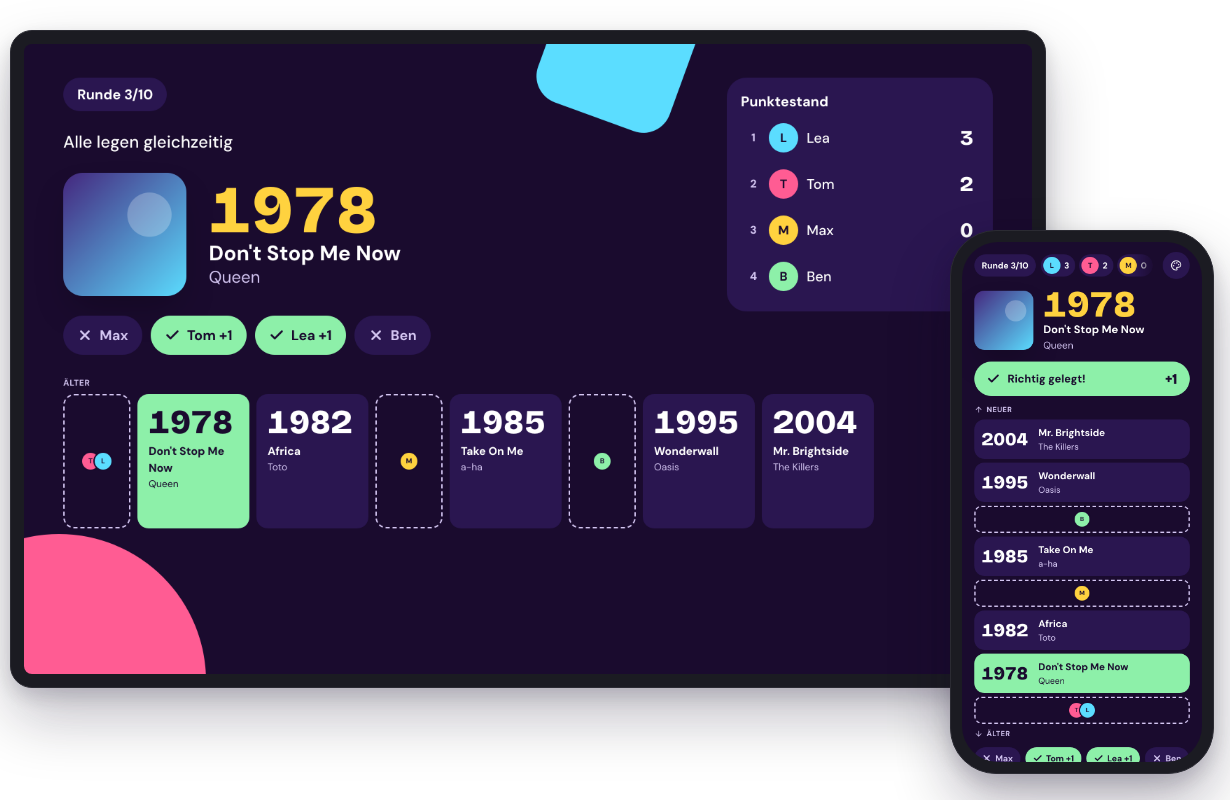 Runde 3/10
Alle legen gleichzeitig
1978
Don't Stop Me Now
Queen
Max
Tom +1
Lea +1
Ben
ÄLTER
T L
1978
Don't Stop Me
Now
Queen
1982
Africa
Toto
M
1985
Take On Me
a-ha
B
1995
Wonderwall
Oasis
2004
Mr. Brightside
The Killers
Punktestand
1 L Lea 3
2 T Tom 2
3 M Max 0
4 B Ben
Runde 3/10
L 3
T 2
M 0
1978
Don't Stop Me Now
Queen
Richtig gelegt! +1
NEUER
2004
Mr. Brightside
The Killers
1995
Wonderwall
Oasis
B
1985
Take On Me
a-ha
M
1982
Africa
Toto
1978
Don't Stop Me Now
Queen
T L
ÄLTER
Max
Tom +1
Lea +1
Ben